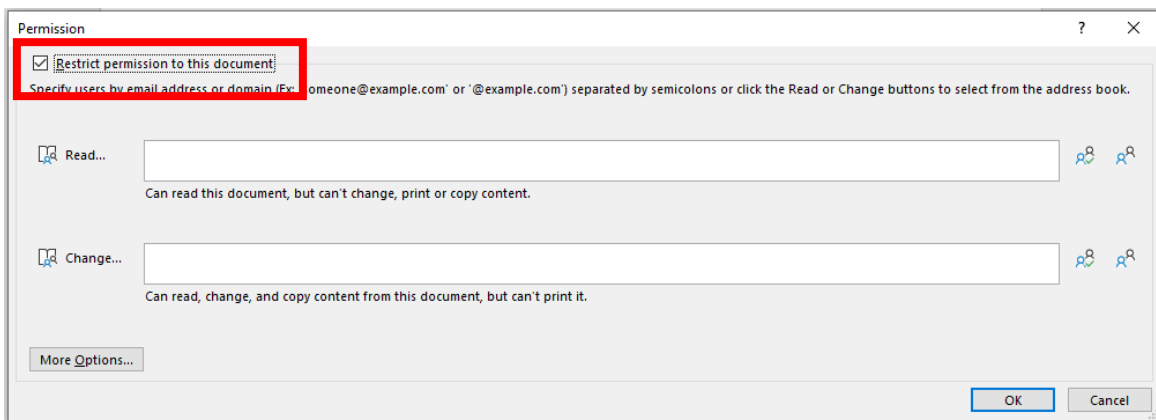 Permission
Restrict permission to this document
Specify users by email address or domain (Ex: 'someone@example.com' or '@example.com') separated by semicolons or click the Read or Change buttons to select from the address book.
Read...
Can read this document, but can't change, print or copy content.
Change...
Can read, change, and copy content from this document, but can't print it.
More Options...
OK Cancel